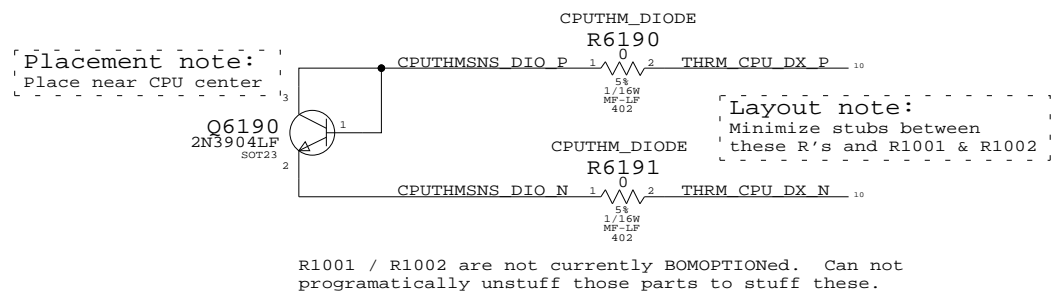 CPUTHM_DIODE
R6190
0
CPUTHMSNS_DIO_P 1 2 THRM_CPU_DX_P 10
5%
1/16W
MF-LF
402
Placement note:
Place near CPU center
3
Q6190 1
2N3904LF
SOT23
2
Layout note:
Minimize stubs between
these R's and R1001 & R1002
CPUTHM_DIODE
R6191
0
CPUTHMSNS_DIO_N 1 2 THRM_CPU_DX_N 10
5%
1/16W
MF-LF
402
R1001 / R1002 are not currently BOMOPTIONed. Can not
programatically unstuff those parts to stuff these.